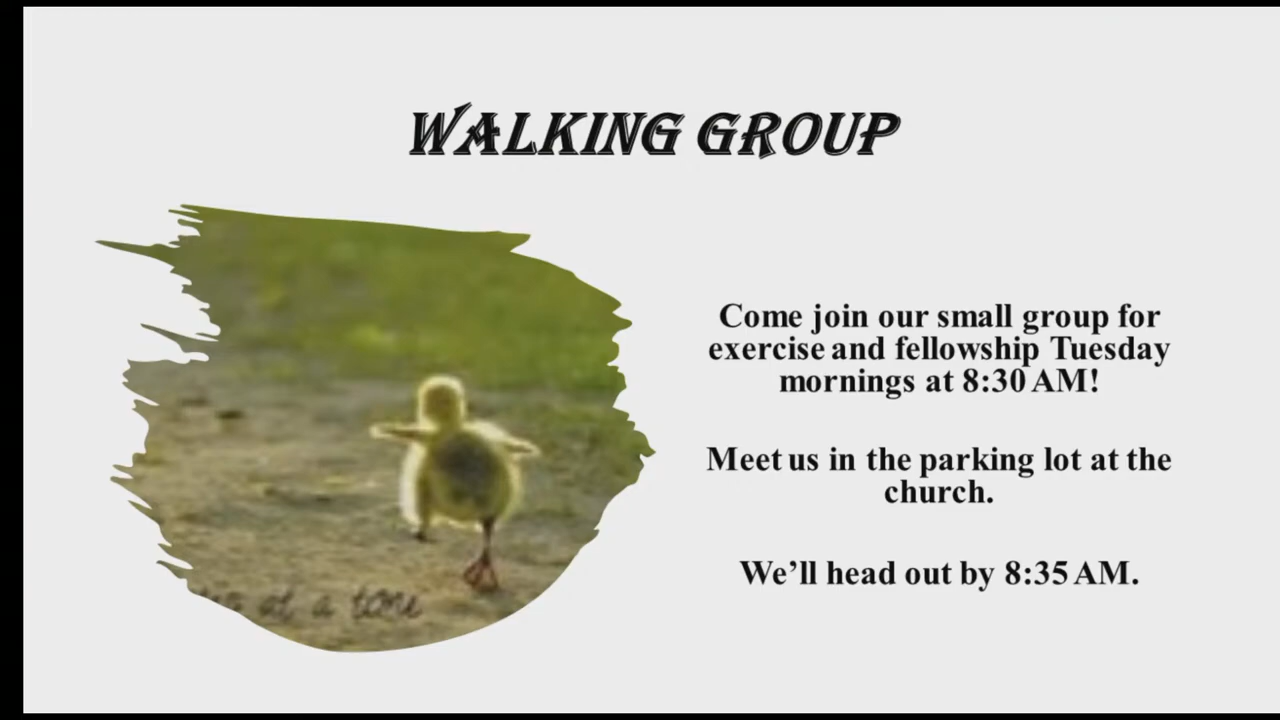 WALKING GROUP
Come join our small group for
exercise and fellowship Tuesday
mornings at 8:30 AM!
Meet us in the parking lot at the
church.
We’ll head out by 8:35 AM.
at a time